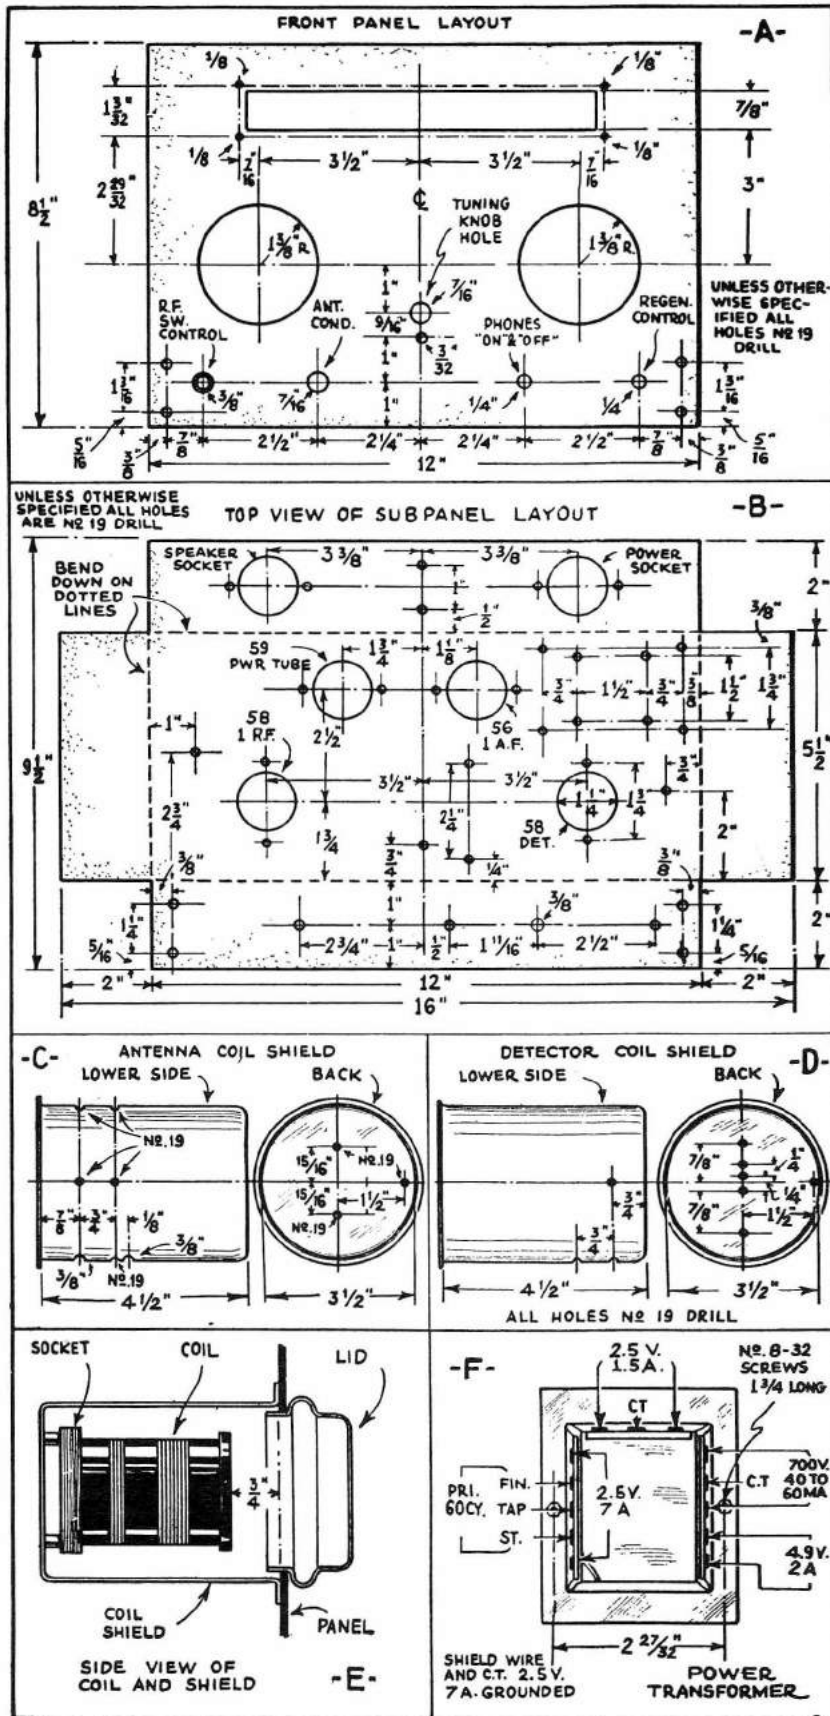 FRONT PANEL LAYOUT
-A-
1/8
1/8"
1 3/32"
7/8"
1/8
7/16"
3 1/2"
3 1/2"
7/16"
1/8"
2 29/32"
8 1/2"
3"
℄
TUNING
KNOB
HOLE
1 3/8" R.
1 3/8" R.
1"
7/16"
9/16"
3/32"
1"
1"
UNLESS OTHER-
WISE SPEC-
IFIED ALL
HOLES Nº 19
DRILL
R.F.
SW.
CONTROL
ANT.
COND.
PHONES
"ON" & "OFF"
REGEN.
CONTROL
1 3/16"
3/8"
7/16"
1/4"
1/4
1 3/16"
5/16"
3/8"
7/8"
2 1/2"
2 1/4"
2 1/4"
2 1/2"
7/8"
3/8"
5/16"
12"
UNLESS OTHERWISE
SPECIFIED ALL HOLES
ARE Nº 19 DRILL
TOP VIEW OF SUBPANEL LAYOUT
-B-
SPEAKER
SOCKET
3 3/8"
3 3/8"
POWER
SOCKET
BEND
DOWN ON
DOTTED
LINES
1"
1/2"
2"
3/8"
59
PWR TUBE
1 3/4"
1 1/8"
3/4"
1 1/2"
3/4"
3/8"
1 1/2"
1 3/4"
56
1 A.F.
58
1 R.F.
2 1/2"
1"
9 1/2"
5 1/2"
3 1/2"
3 1/2"
2 3/4"
2 1/4"
1 1/4"
1 3/4"
3/4"
58
DET.
1 3/4
3/4"
1/4"
2"
3/8"
3/8"
1 1/4"
5/16"
2 3/4"
1"
1"
1/2"
1 11/16"
3/8"
2 1/2"
1 1/4"
5/16
2"
2"
12"
2"
16"
-C-
ANTENNA COIL SHIELD
LOWER SIDE
BACK
Nº.19
15/16"
Nº.19
15/16"
1 1/2"
Nº.19
7/8"
3/4"
1/8"
3/8"
3/8"
Nº.19
4 1/2"
3 1/2"
DETECTOR COIL SHIELD
-D-
LOWER SIDE
BACK
7/8"
1/4"
1/4"
7/8"
1 1/2"
3/4"
3/4"
4 1/2"
3 1/2"
ALL HOLES Nº 19 DRILL
SOCKET
COIL
LID
3/4"
COIL
SHIELD
PANEL
SIDE VIEW OF
COIL AND SHIELD
-E-
-F-
2.5 V.
1.5 A.
Nº. 8-32
SCREWS
1 3/4 LONG
CT
PRI.
60CY.
FIN.
TAP
ST.
2.5V.
7 A
C.T
700V.
40 TO
60MA
4.9V.
2A
2 27/32"
SHIELD WIRE
AND C.T. 2.5V.
7A. GROUNDED
POWER
TRANSFORMER